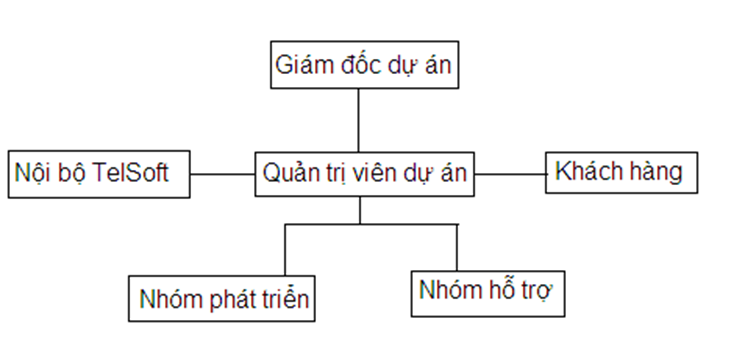 Giám đốc dự án
Nội bộ TelSoft
Quản trị viên dự án
Khách hàng
Nhóm phát triển
Nhóm hỗ trợ